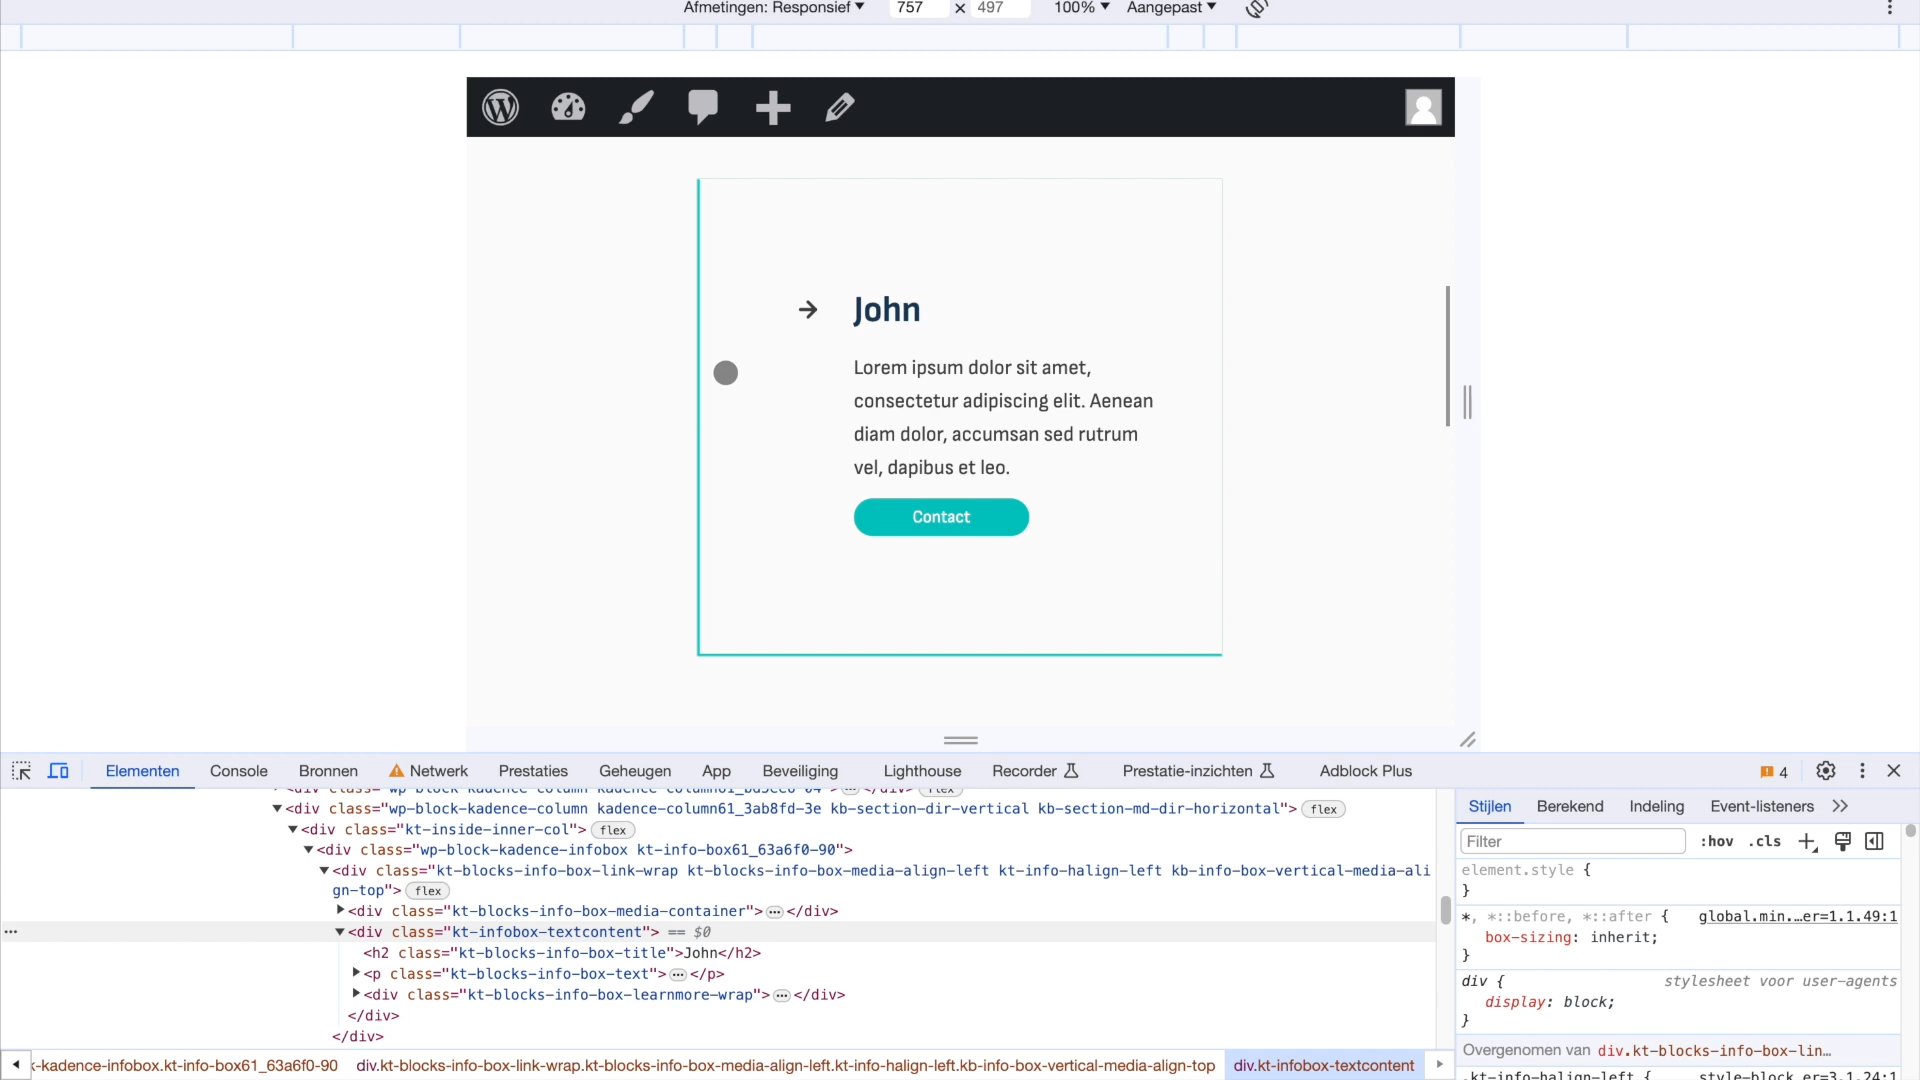 Afmetingen: Responsief ▼ 757 × 497 100% ▼ Aangepast ▼
John
Lorem ipsum dolor sit amet,
consectetur adipiscing elit. Aenean
diam dolor, accumsan sed rutrum
vel, dapibus et leo.
Contact
Elementen Console Bronnen Netwerk Prestaties Geheugen App Beveiliging Lighthouse Recorder Prestatie-inzichten Adblock Plus 4
<div class="wp-block-kadence-column kadence-column61_3ab8fd-3e kb-section-dir-vertical kb-section-md-dir-horizontal"> flex
<div class="kt-inside-inner-col"> flex
<div class="wp-block-kadence-infobox kt-info-box61_63a6f0-90">
<div class="kt-blocks-info-box-link-wrap kt-blocks-info-box-media-align-left kt-info-halign-left kb-info-box-vertical-media-ali
gn-top"> flex
<div class="kt-blocks-info-box-media-container"> ⋯ </div>
<div class="kt-infobox-textcontent"> == $0
<h2 class="kt-blocks-info-box-title">John</h2>
<p class="kt-blocks-info-box-text"> ⋯ </p>
<div class="kt-blocks-info-box-learnmore-wrap"> ⋯ </div>
</div>
</div>
k-kadence-infobox.kt-info-box61_63a6f0-90 div.kt-blocks-info-box-link-wrap.kt-blocks-info-box-media-align-left.kt-info-halign-left.kb-info-box-vertical-media-align-top div.kt-infobox-textcontent
Stijlen Berekend Indeling Event-listeners
Filter :hov .cls
element.style {
}
*, *::before, *::after { global.min.…er=1.1.49:1
box-sizing: inherit;
}
div { stylesheet voor user-agents
display: block;
}
Overgenomen van div.kt-blocks-info-box-lin…
.kt-info-halign-left { style-block…er=3.1.24:1